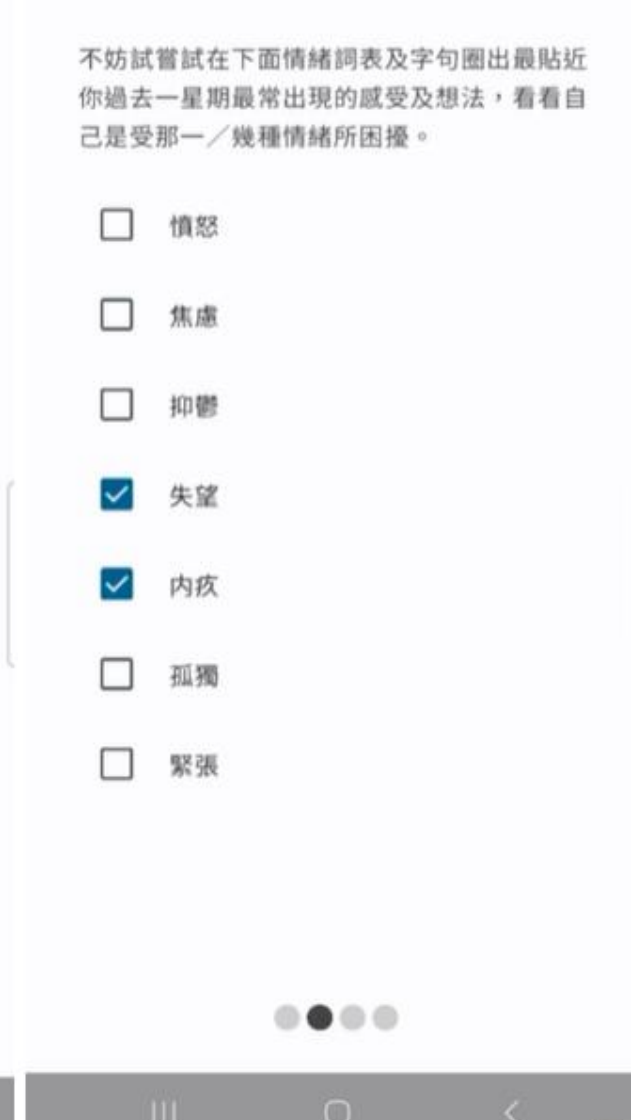 不妨試嘗試在下面情緒詞表及字句圈出最貼近
你過去一星期最常出現的感受及想法，看看自
己是受那一／幾種情緒所困擾。
憤怒
焦慮
抑鬱
失望
内疚
孤獨
緊張